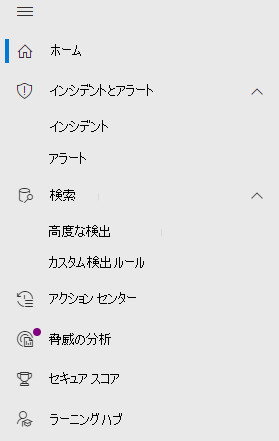 ホーム
インシデントとアラート
インシデント
アラート
検索
高度な検出
カスタム検出ルール
アクション センター
脅威の分析
セキュア スコア
ラーニング ハブ